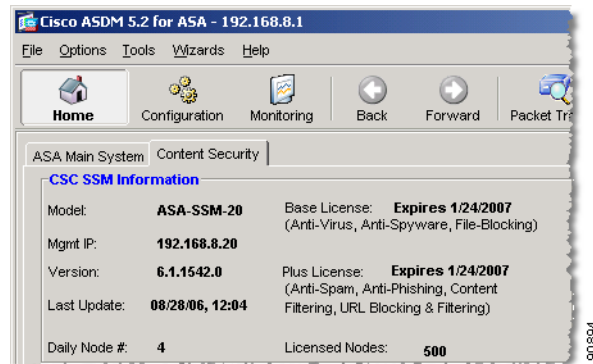 Cisco ASDM 5.2 for ASA - 192.168.8.1
File Options Tools Wizards Help
Home Configuration Monitoring Back Forward Packet
ASA Main System Content Security
CSC SSM Information
Model: ASA-SSM-20 Base License: Expires 1/24/2007
(Anti-Virus, Anti-Spyware, File-Blocking)
Mgmt IP: 192.168.8.20
Version: 6.1.1542.0 Plus License: Expires 1/24/2007
(Anti-Spam, Anti-Phishing, Content
Last Update: 08/28/06, 12:04 Filtering, URL Blocking & Filtering)
Daily Node #: 4 Licensed Nodes: 500